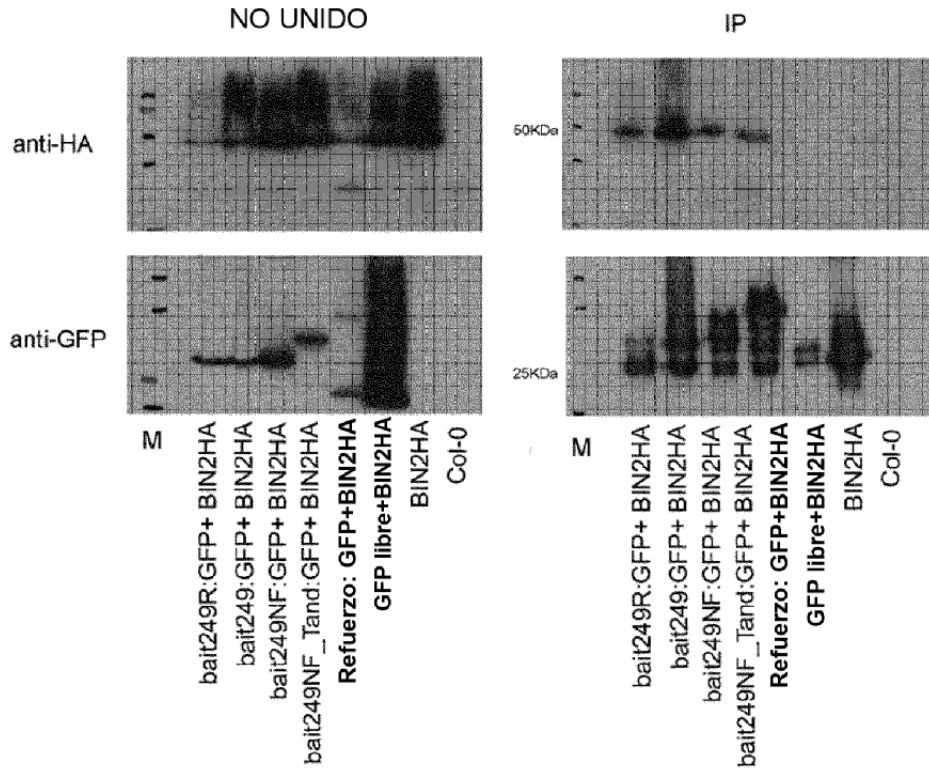 NO UNIDO
IP
anti-HA
50KDa
anti-GFP
25KDa
M
bait249R:GFP+ BIN2HA
bait249:GFP+ BIN2HA
bait249NF:GFP+ BIN2HA
bait249NF_Tand:GFP+ BIN2HA
Refuerzo: GFP+BIN2HA
GFP libre+BIN2HA
BIN2HA
Col-0
M
bait249R:GFP+ BIN2HA
bait249:GFP+ BIN2HA
bait249NF:GFP+ BIN2HA
bait249NF_Tand:GFP+ BIN2HA
Refuerzo: GFP+BIN2HA
GFP libre+BIN2HA
BIN2HA
Col-0